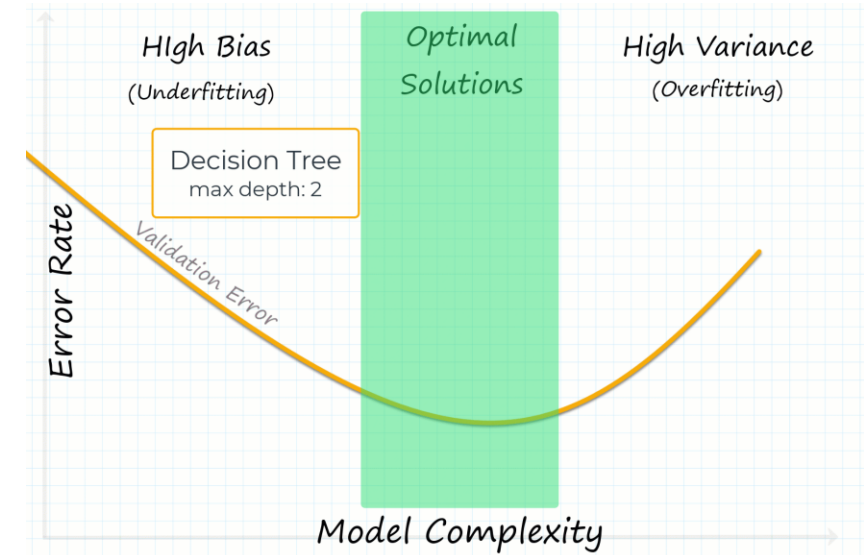 HIgh Bias
(Underfitting)
Optimal
Solutions
High Variance
(Overfitting)
Decision Tree
max depth: 2
Validation Error
Error Rate
Model Complexity